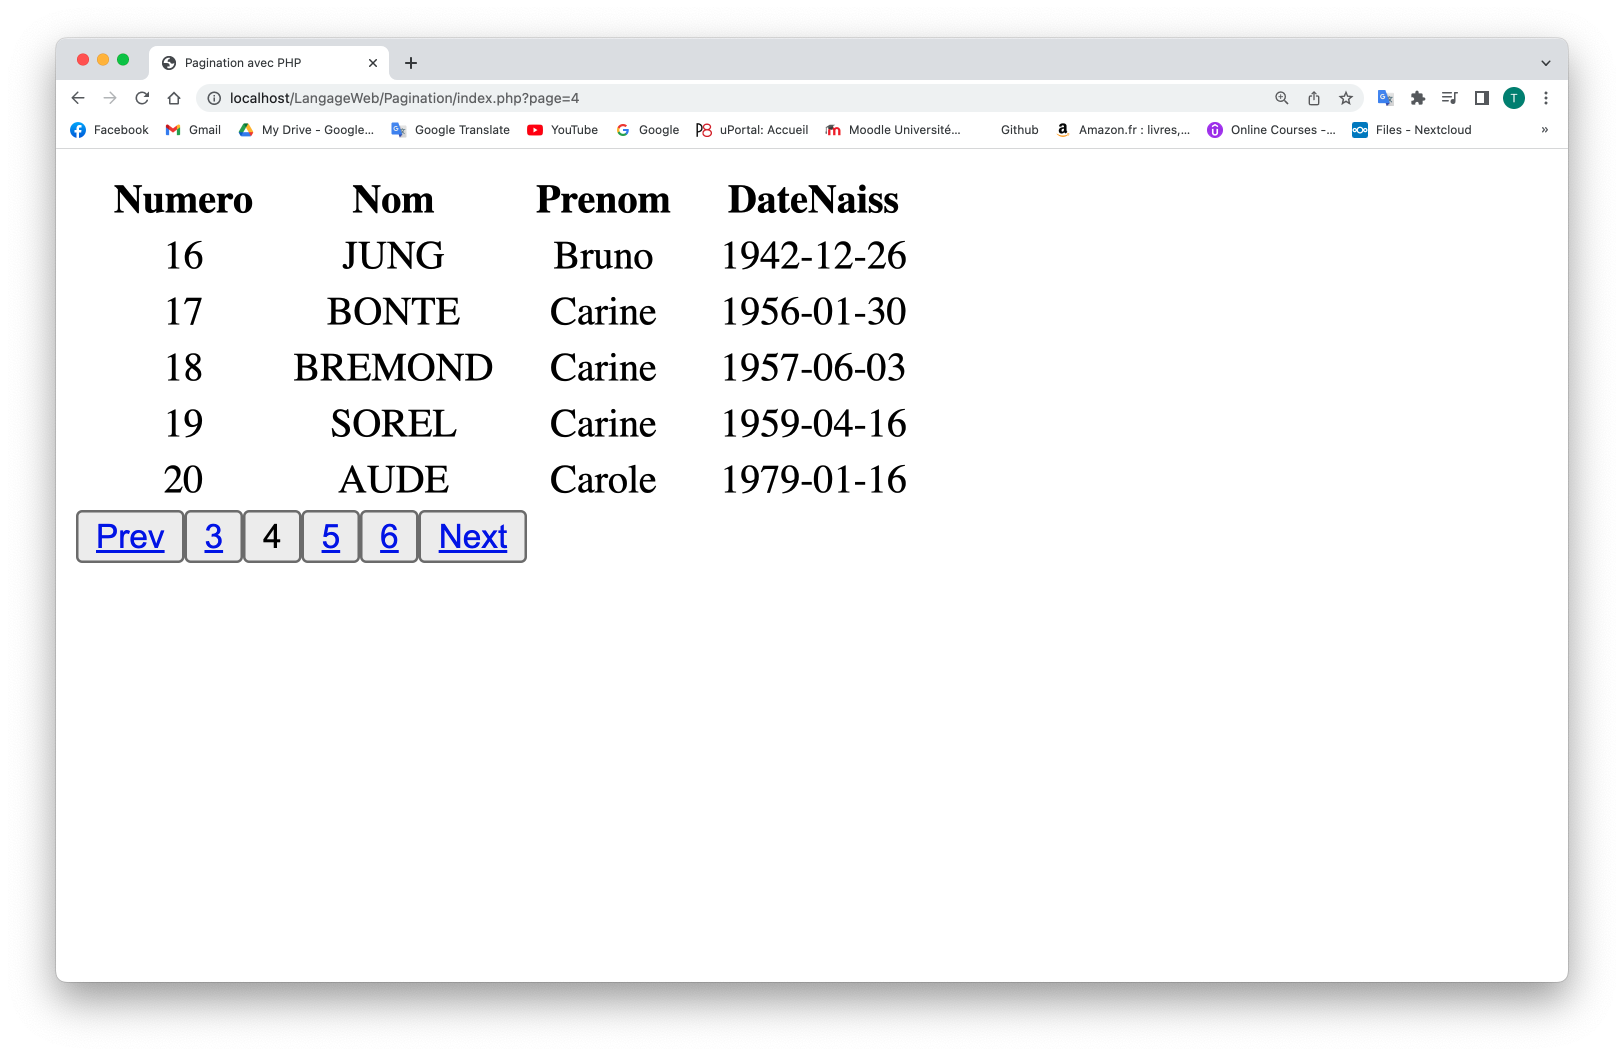 Pagination avec PHP
localhost/LangageWeb/Pagination/index.php?page=4
T
Facebook Gmail My Drive - Google... Google Translate YouTube Google uPortal: Accueil Moodle Université... Github Amazon.fr : livres,... Online Courses -... Files - Nextcloud »
Numero Nom Prenom DateNaiss
16 JUNG Bruno 1942-12-26
17 BONTE Carine 1956-01-30
18 BREMOND Carine 1957-06-03
19 SOREL Carine 1959-04-16
20 AUDE Carole 1979-01-16
Prev 3 4 5 6 Next